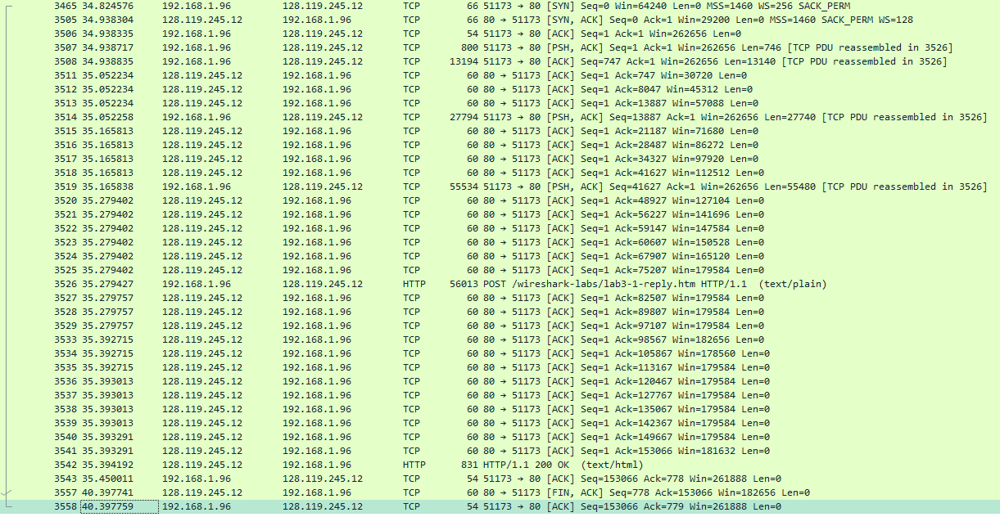 3465 34.824576 192.168.1.96 128.119.245.12 TCP 66 51173 → 80 [SYN] Seq=0 Win=64240 Len=0 MSS=1460 WS=256 SACK_PERM
3505 34.938304 128.119.245.12 192.168.1.96 TCP 66 80 → 51173 [SYN, ACK] Seq=0 Ack=1 Win=29200 Len=0 MSS=1460 SACK_PERM WS=128
3506 34.938335 192.168.1.96 128.119.245.12 TCP 54 51173 → 80 [ACK] Seq=1 Ack=1 Win=262656 Len=0
3507 34.938717 192.168.1.96 128.119.245.12 TCP 800 51173 → 80 [PSH, ACK] Seq=1 Ack=1 Win=262656 Len=746 [TCP PDU reassembled in 3526]
3508 34.938835 192.168.1.96 128.119.245.12 TCP 13194 51173 → 80 [ACK] Seq=747 Ack=1 Win=262656 Len=13140 [TCP PDU reassembled in 3526]
3511 35.052234 128.119.245.12 192.168.1.96 TCP 60 80 → 51173 [ACK] Seq=1 Ack=747 Win=30720 Len=0
3512 35.052234 128.119.245.12 192.168.1.96 TCP 60 80 → 51173 [ACK] Seq=1 Ack=8047 Win=45312 Len=0
3513 35.052234 128.119.245.12 192.168.1.96 TCP 60 80 → 51173 [ACK] Seq=1 Ack=13887 Win=57088 Len=0
3514 35.052258 192.168.1.96 128.119.245.12 TCP 27794 51173 → 80 [PSH, ACK] Seq=13887 Ack=1 Win=262656 Len=27740 [TCP PDU reassembled in 3526]
3515 35.165813 128.119.245.12 192.168.1.96 TCP 60 80 → 51173 [ACK] Seq=1 Ack=21187 Win=71680 Len=0
3516 35.165813 128.119.245.12 192.168.1.96 TCP 60 80 → 51173 [ACK] Seq=1 Ack=28487 Win=86272 Len=0
3517 35.165813 128.119.245.12 192.168.1.96 TCP 60 80 → 51173 [ACK] Seq=1 Ack=34327 Win=97920 Len=0
3518 35.165813 128.119.245.12 192.168.1.96 TCP 60 80 → 51173 [ACK] Seq=1 Ack=41627 Win=112512 Len=0
3519 35.165838 192.168.1.96 128.119.245.12 TCP 55534 51173 → 80 [PSH, ACK] Seq=41627 Ack=1 Win=262656 Len=55480 [TCP PDU reassembled in 3526]
3520 35.279402 128.119.245.12 192.168.1.96 TCP 60 80 → 51173 [ACK] Seq=1 Ack=48927 Win=127104 Len=0
3521 35.279402 128.119.245.12 192.168.1.96 TCP 60 80 → 51173 [ACK] Seq=1 Ack=56227 Win=141696 Len=0
3522 35.279402 128.119.245.12 192.168.1.96 TCP 60 80 → 51173 [ACK] Seq=1 Ack=59147 Win=147584 Len=0
3523 35.279402 128.119.245.12 192.168.1.96 TCP 60 80 → 51173 [ACK] Seq=1 Ack=60607 Win=150528 Len=0
3524 35.279402 128.119.245.12 192.168.1.96 TCP 60 80 → 51173 [ACK] Seq=1 Ack=67907 Win=165120 Len=0
3525 35.279402 128.119.245.12 192.168.1.96 TCP 60 80 → 51173 [ACK] Seq=1 Ack=75207 Win=179584 Len=0
3526 35.279427 192.168.1.96 128.119.245.12 HTTP 56013 POST /wireshark-labs/lab3-1-reply.htm HTTP/1.1 (text/plain)
3527 35.279757 128.119.245.12 192.168.1.96 TCP 60 80 → 51173 [ACK] Seq=1 Ack=82507 Win=179584 Len=0
3528 35.279757 128.119.245.12 192.168.1.96 TCP 60 80 → 51173 [ACK] Seq=1 Ack=89807 Win=179584 Len=0
3529 35.279757 128.119.245.12 192.168.1.96 TCP 60 80 → 51173 [ACK] Seq=1 Ack=97107 Win=179584 Len=0
3533 35.392715 128.119.245.12 192.168.1.96 TCP 60 80 → 51173 [ACK] Seq=1 Ack=98567 Win=182656 Len=0
3534 35.392715 128.119.245.12 192.168.1.96 TCP 60 80 → 51173 [ACK] Seq=1 Ack=105867 Win=178560 Len=0
3535 35.392715 128.119.245.12 192.168.1.96 TCP 60 80 → 51173 [ACK] Seq=1 Ack=113167 Win=179584 Len=0
3536 35.393013 128.119.245.12 192.168.1.96 TCP 60 80 → 51173 [ACK] Seq=1 Ack=120467 Win=179584 Len=0
3537 35.393013 128.119.245.12 192.168.1.96 TCP 60 80 → 51173 [ACK] Seq=1 Ack=127767 Win=179584 Len=0
3538 35.393013 128.119.245.12 192.168.1.96 TCP 60 80 → 51173 [ACK] Seq=1 Ack=135067 Win=179584 Len=0
3539 35.393013 128.119.245.12 192.168.1.96 TCP 60 80 → 51173 [ACK] Seq=1 Ack=142367 Win=179584 Len=0
3540 35.393291 128.119.245.12 192.168.1.96 TCP 60 80 → 51173 [ACK] Seq=1 Ack=149667 Win=179584 Len=0
3541 35.393291 128.119.245.12 192.168.1.96 TCP 60 80 → 51173 [ACK] Seq=1 Ack=153066 Win=181632 Len=0
3542 35.394192 128.119.245.12 192.168.1.96 HTTP 831 HTTP/1.1 200 OK (text/html)
3543 35.450011 192.168.1.96 128.119.245.12 TCP 54 51173 → 80 [ACK] Seq=153066 Ack=778 Win=261888 Len=0
3557 40.397741 128.119.245.12 192.168.1.96 TCP 60 80 → 51173 [FIN, ACK] Seq=778 Ack=153066 Win=182656 Len=0
3558 40.397759 192.168.1.96 128.119.245.12 TCP 54 51173 → 80 [ACK] Seq=153066 Ack=779 Win=261888 Len=0